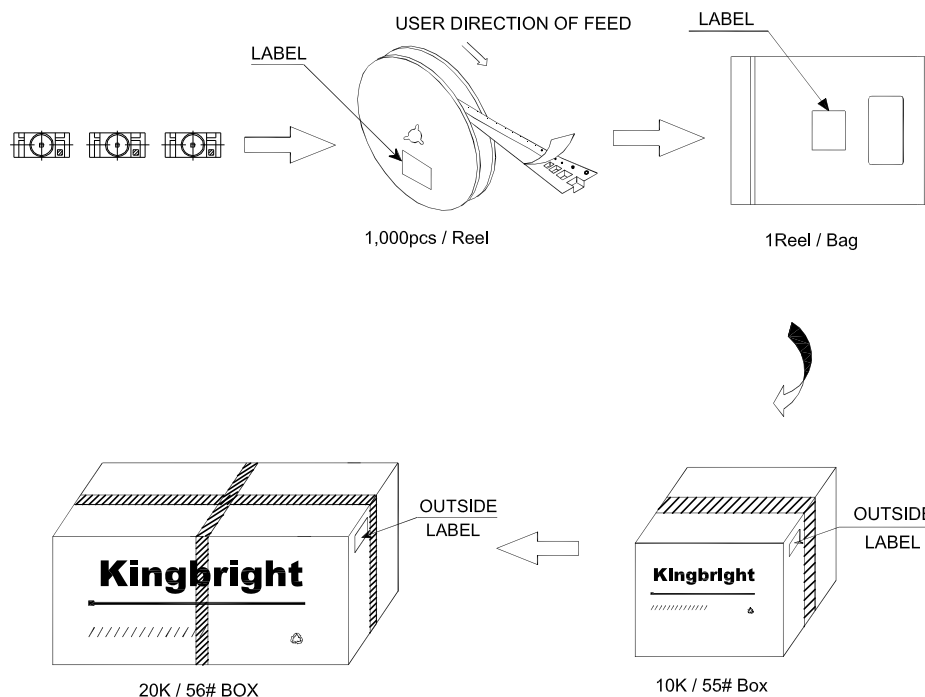 USER DIRECTION OF FEED
LABEL
LABEL
1,000pcs / Reel
1Reel / Bag
OUTSIDE
LABEL
Kingbright
20K / 56# BOX
OUTSIDE
LABEL
Kingbright
10K / 55# Box